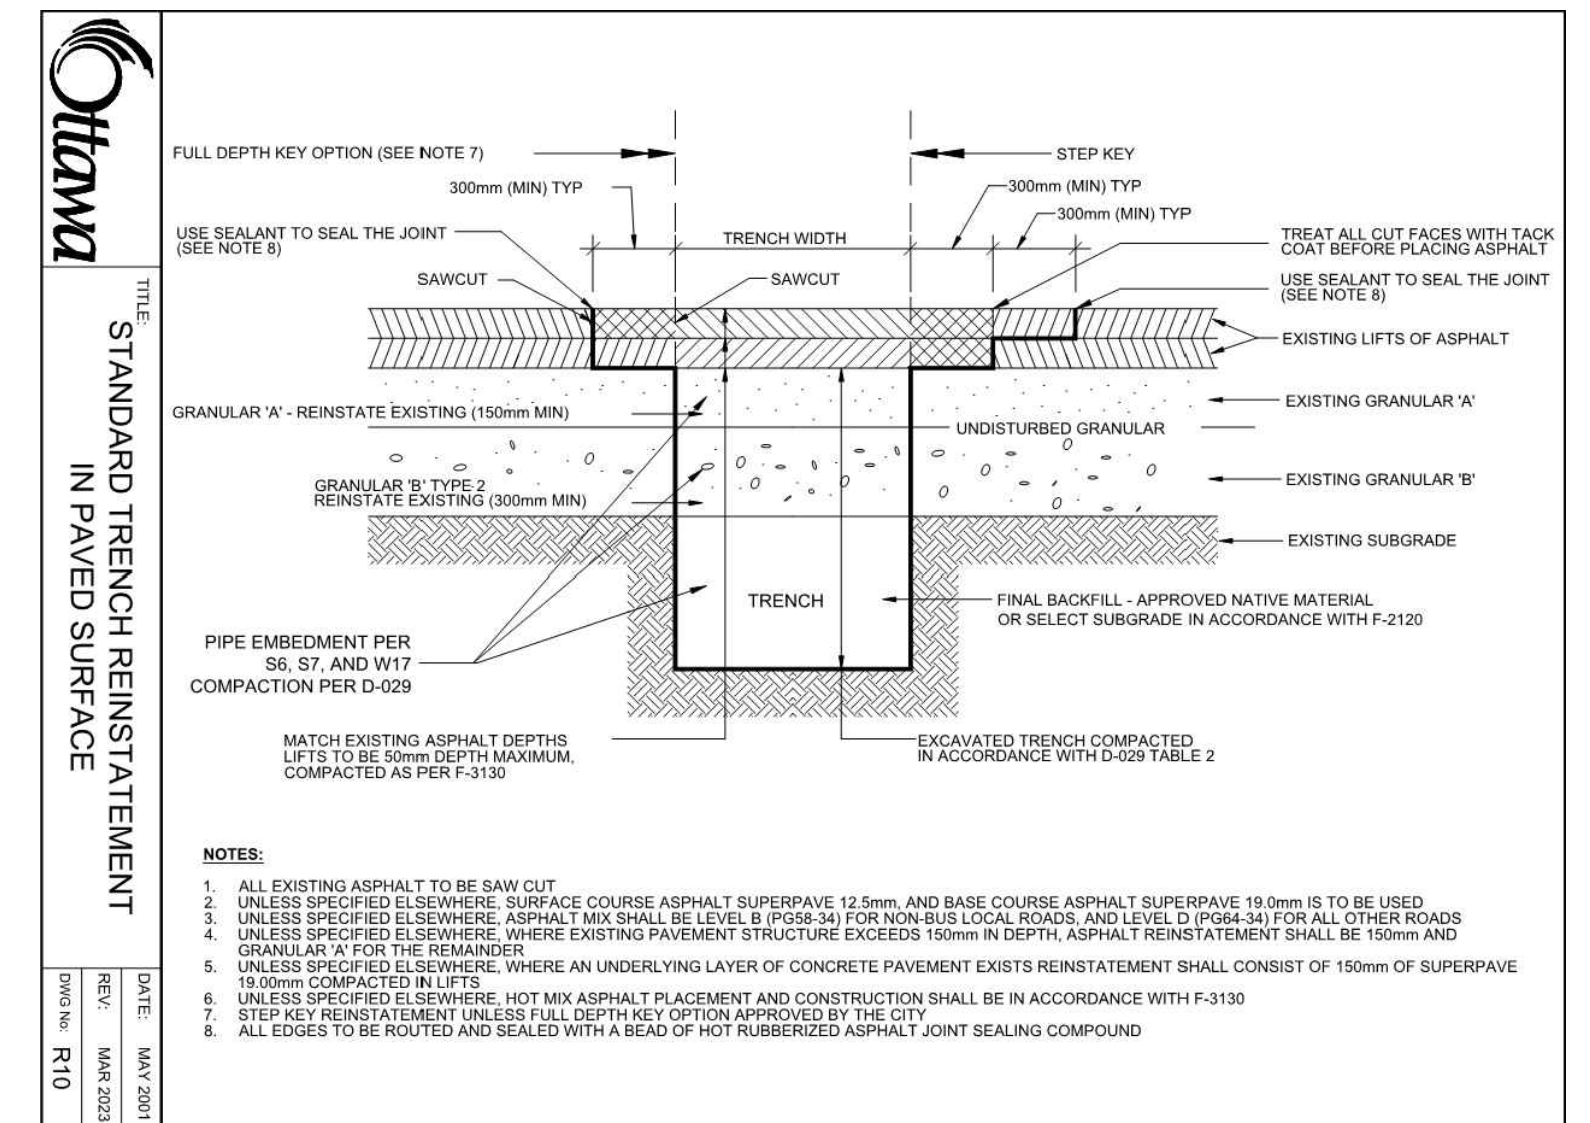 Ottawa
TITLE:
STANDARD TRENCH REINSTATEMENT
IN PAVED SURFACE
DATE: MAY 2001
REV: MAR 2023
DWG No: R10
FULL DEPTH KEY OPTION (SEE NOTE 7)
STEP KEY
300mm (MIN) TYP
300mm (MIN) TYP
300mm (MIN) TYP
USE SEALANT TO SEAL THE JOINT
(SEE NOTE 8)
TRENCH WIDTH
TREAT ALL CUT FACES WITH TACK
COAT BEFORE PLACING ASPHALT
SAWCUT
SAWCUT
USE SEALANT TO SEAL THE JOINT
(SEE NOTE 8)
EXISTING LIFTS OF ASPHALT
GRANULAR 'A' - REINSTATE EXISTING (150mm MIN)
EXISTING GRANULAR 'A'
UNDISTURBED GRANULAR
GRANULAR 'B' TYPE 2
REINSTATE EXISTING (300mm MIN)
EXISTING GRANULAR 'B'
EXISTING SUBGRADE
TRENCH
FINAL BACKFILL - APPROVED NATIVE MATERIAL
OR SELECT SUBGRADE IN ACCORDANCE WITH F-2120
PIPE EMBEDMENT PER
S6, S7, AND W17
COMPACTION PER D-029
MATCH EXISTING ASPHALT DEPTHS
LIFTS TO BE 50mm DEPTH MAXIMUM,
COMPACTED AS PER F-3130
EXCAVATED TRENCH COMPACTED
IN ACCORDANCE WITH D-029 TABLE 2
NOTES:
1. ALL EXISTING ASPHALT TO BE SAW CUT
2. UNLESS SPECIFIED ELSEWHERE, SURFACE COURSE ASPHALT SUPERPAVE 12.5mm, AND BASE COURSE ASPHALT SUPERPAVE 19.0mm IS TO BE USED
3. UNLESS SPECIFIED ELSEWHERE, ASPHALT MIX SHALL BE LEVEL B (PG58-34) FOR NON-BUS LOCAL ROADS, AND LEVEL D (PG64-34) FOR ALL OTHER ROADS
4. UNLESS SPECIFIED ELSEWHERE, WHERE EXISTING PAVEMENT STRUCTURE EXCEEDS 150mm IN DEPTH, ASPHALT REINSTATEMENT SHALL BE 150mm AND
GRANULAR 'A' FOR THE REMAINDER
5. UNLESS SPECIFIED ELSEWHERE, WHERE AN UNDERLYING LAYER OF CONCRETE PAVEMENT EXISTS REINSTATEMENT SHALL CONSIST OF 150mm OF SUPERPAVE
19.00mm COMPACTED IN LIFTS
6. UNLESS SPECIFIED ELSEWHERE, HOT MIX ASPHALT PLACEMENT AND CONSTRUCTION SHALL BE IN ACCORDANCE WITH F-3130
7. STEP KEY REINSTATEMENT UNLESS FULL DEPTH KEY OPTION APPROVED BY THE CITY
8. ALL EDGES TO BE ROUTED AND SEALED WITH A BEAD OF HOT RUBBERIZED ASPHALT JOINT SEALING COMPOUND